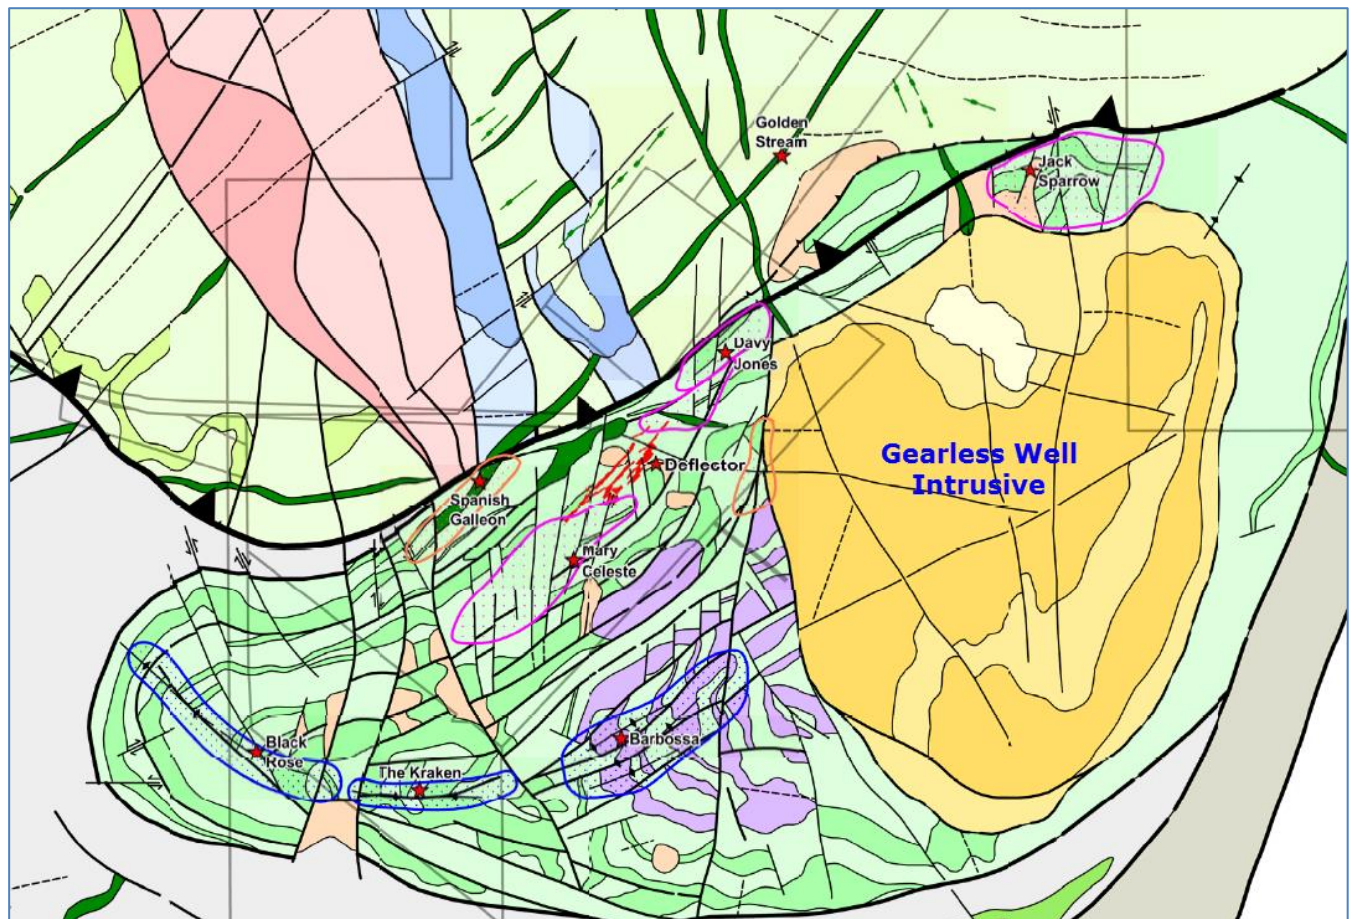 Golden
Stream
Jack
Sparrow
Davy
Jones
Gearless Well
Intrusive
Deflector
Spanish
Galleon
Mary
Celeste
Black
Rose
The Kraken
Barbossa